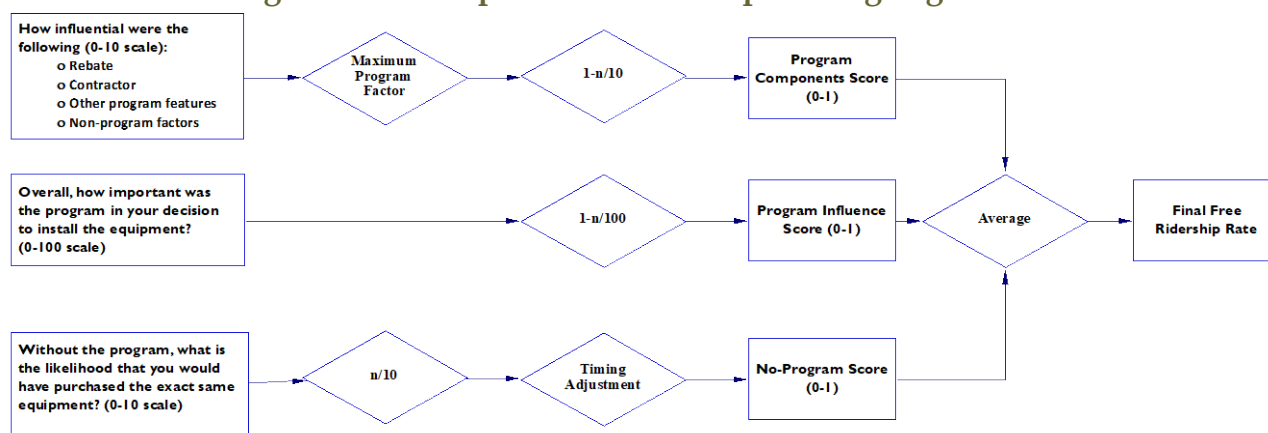 How influential were the
following (0-10 scale):
o Rebate
o Contractor
o Other program features
o Non-program factors
Maximum
Program
Factor
1-n/10
Program
Components Score
(0-1)
Overall, how important was
the program in your decision
to install the equipment?
(0-100 scale)
1-n/100
Program Influence
Score (0-1)
Average
Final Free
Ridership Rate
Without the program, what is
the likelihood that you would
have purchased the exact same
equipment? (0-10 scale)
n/10
Timing
Adjustment
No-Program Score
(0-1)